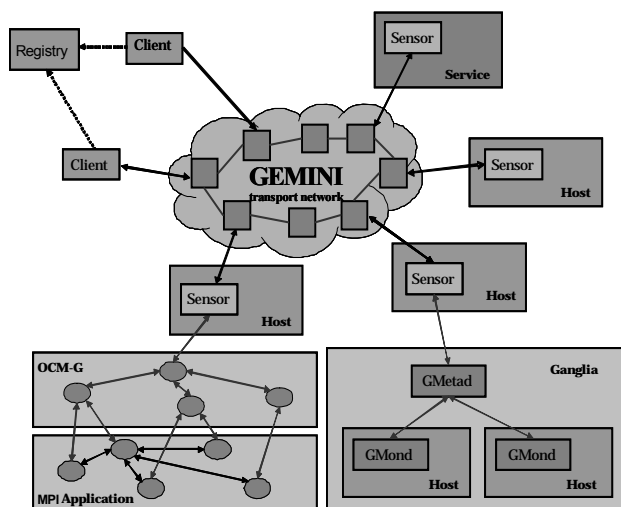 Client
Sensor
Registry
Service
Client
GEMINI
transport network
Sensor
Host
Sensor
Sensor
Host
Host
OCM-G
Ganglia
GMetad
GMond
GMond
Host
Host
MPI Application